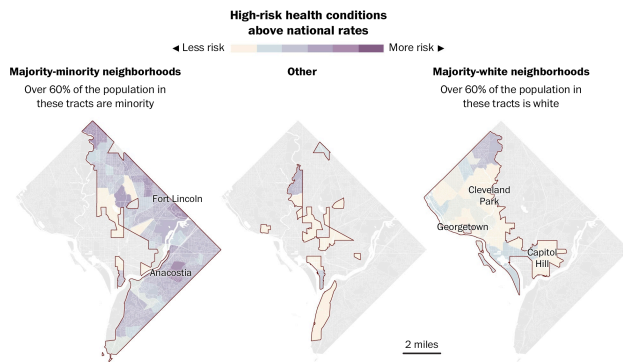 High-risk health conditions
above national rates
◀ Less risk
More risk ▶
Majority-minority neighborhoods
Over 60% of the population in
these tracts are minority
Other
Majority-white neighborhoods
Over 60% of the population in
these tracts is white
Fort Lincoln
Anacostia
Cleveland
Park
Georgetown
Capitol
Hill
2 miles